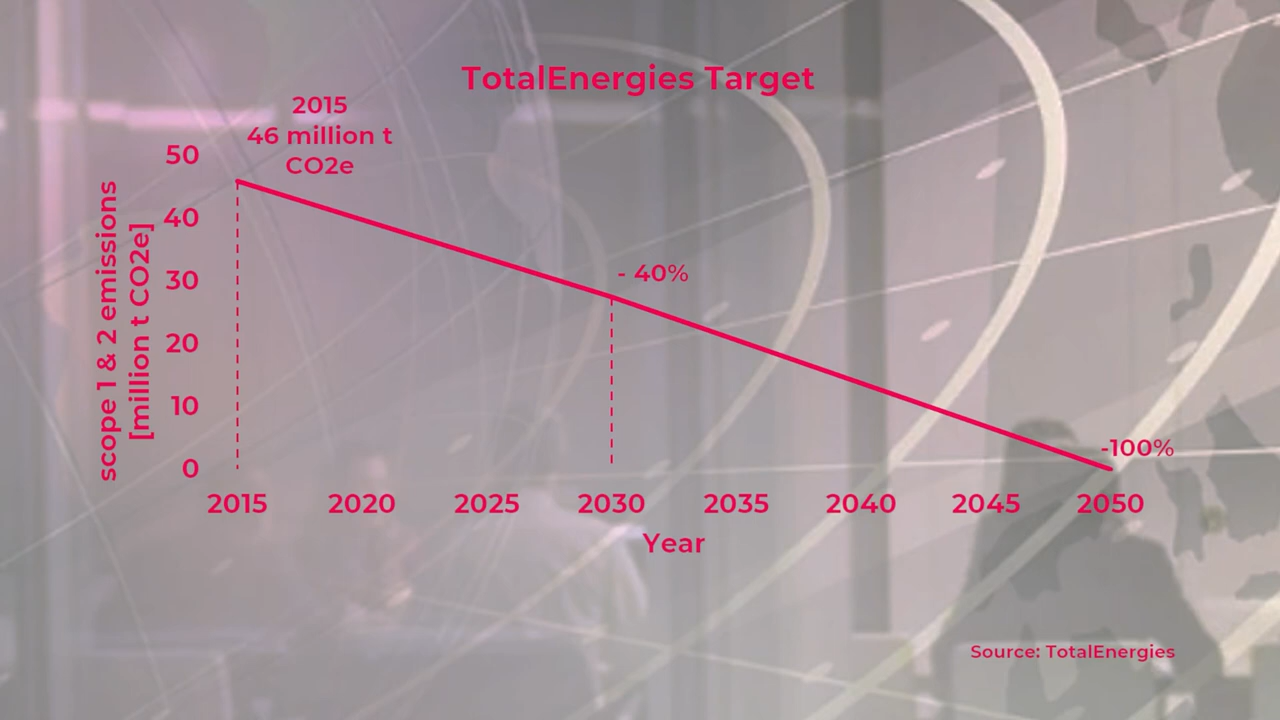 TotalEnergies Target
2015
46 million t
CO2e
50
40
30
20
10
0
scope 1 & 2 emissions
[million t CO2e]
- 40%
-100%
2015 2020 2025 2030 2035 2040 2045 2050
Year
Source: TotalEnergies